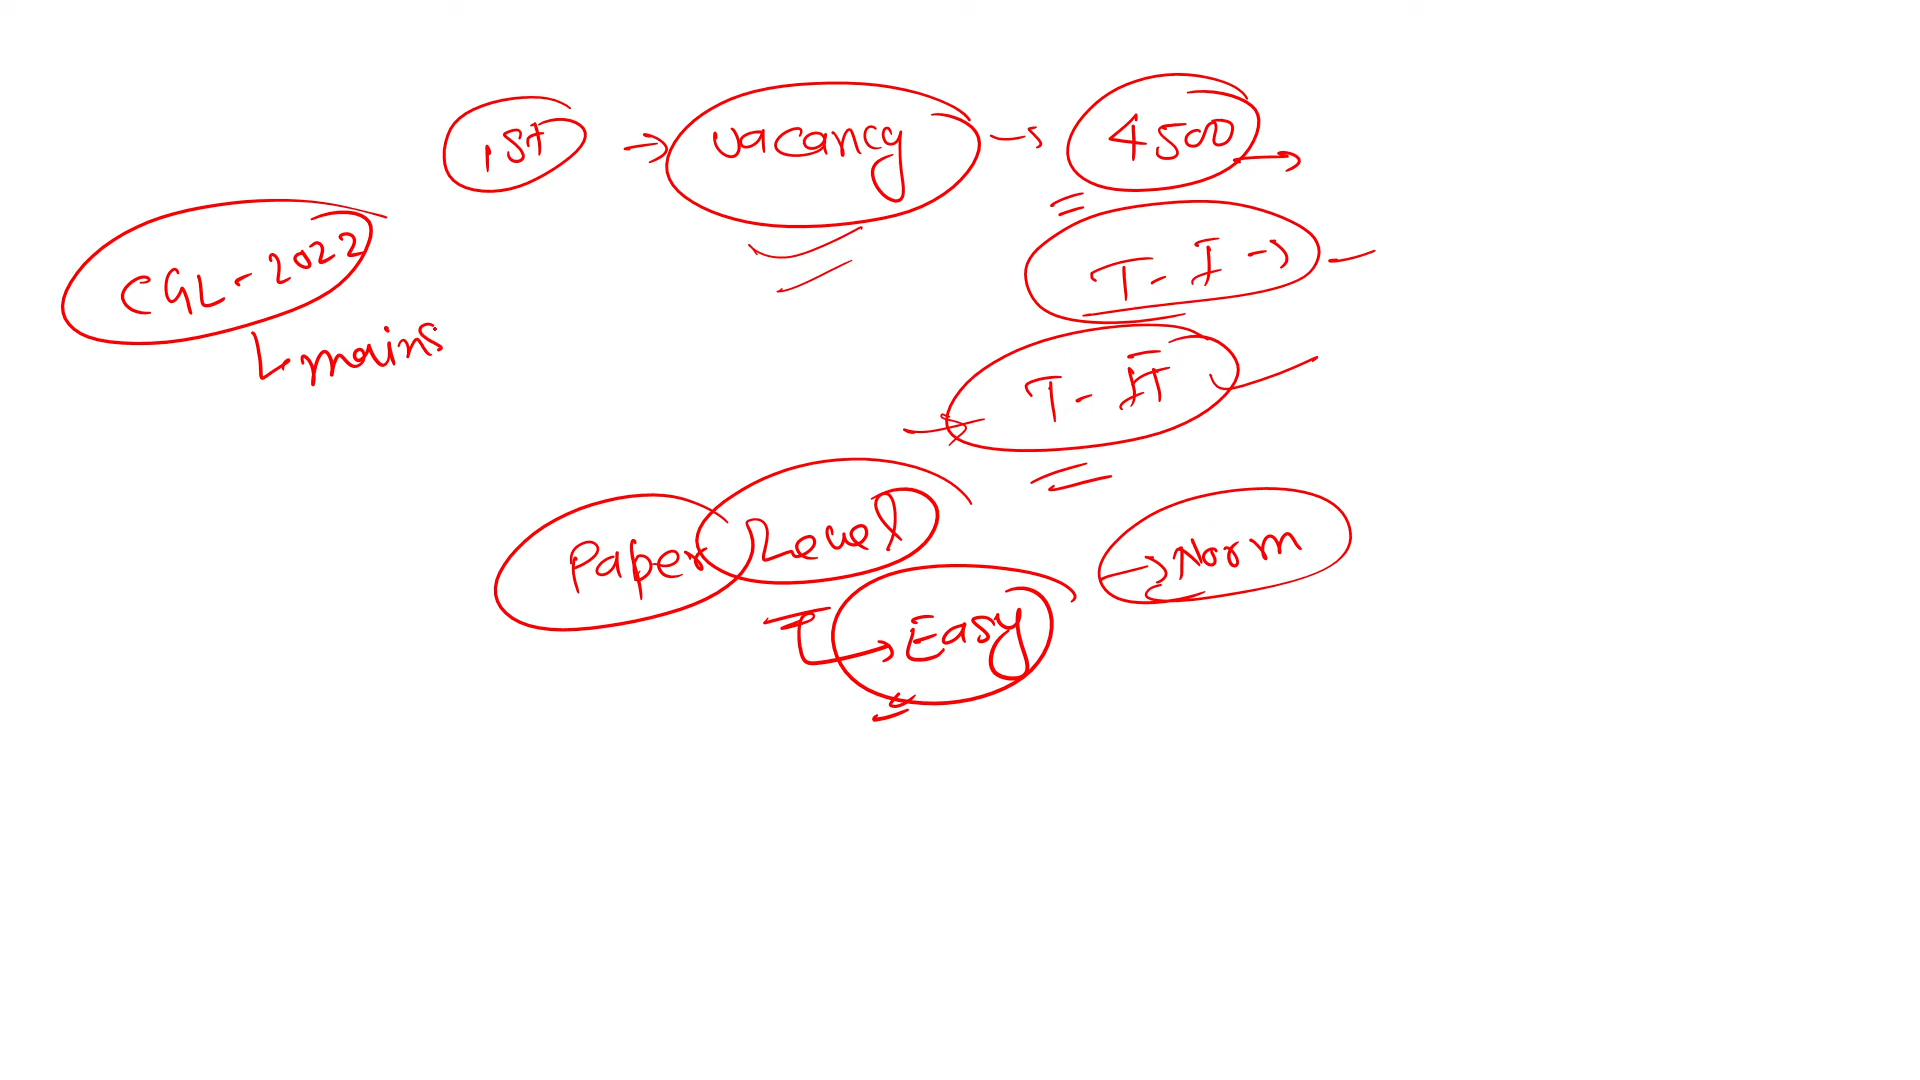 1st → vacancy → 4500 →
CGL-2022
T-I →
mains
T-II
Paper Level
→ Norm
Easy